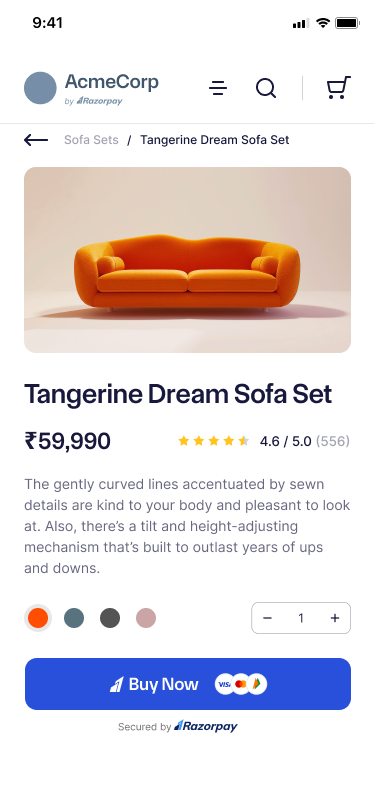 9:41
AcmeCorp
by Razorpay
Sofa Sets / Tangerine Dream Sofa Set
Tangerine Dream Sofa Set
₹59,990
4.6 / 5.0 (556)
The gently curved lines accentuated by sewn
details are kind to your body and pleasant to look
at. Also, there’s a tilt and height-adjusting
mechanism that’s built to outlast years of ups
and downs.
− 1 +
Buy Now VISA
Secured by Razorpay